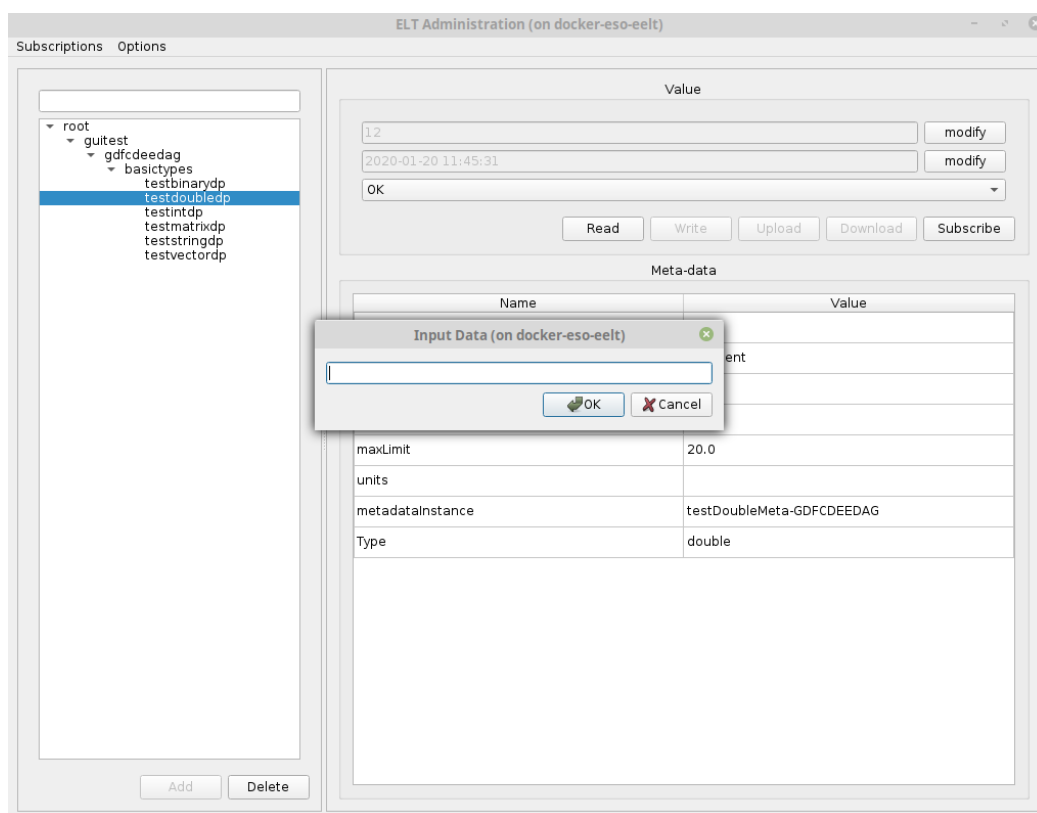 ELT Administration (on docker-eso-eelt)
Subscriptions Options
root
guitest
gdfcdeedag
basictypes
testbinarydp
testdoubledp
testintdp
testmatrixdp
teststringdp
testvectordp
Add Delete
Value
12 modify
2020-01-20 11:45:31 modify
OK
Read Write Upload Download Subscribe
Meta-data
Name Value
Input Data (on docker-eso-eelt)
OK Cancel
ent
maxLimit 20.0
units
metadataInstance testDoubleMeta-GDFCDEEDAG
Type double